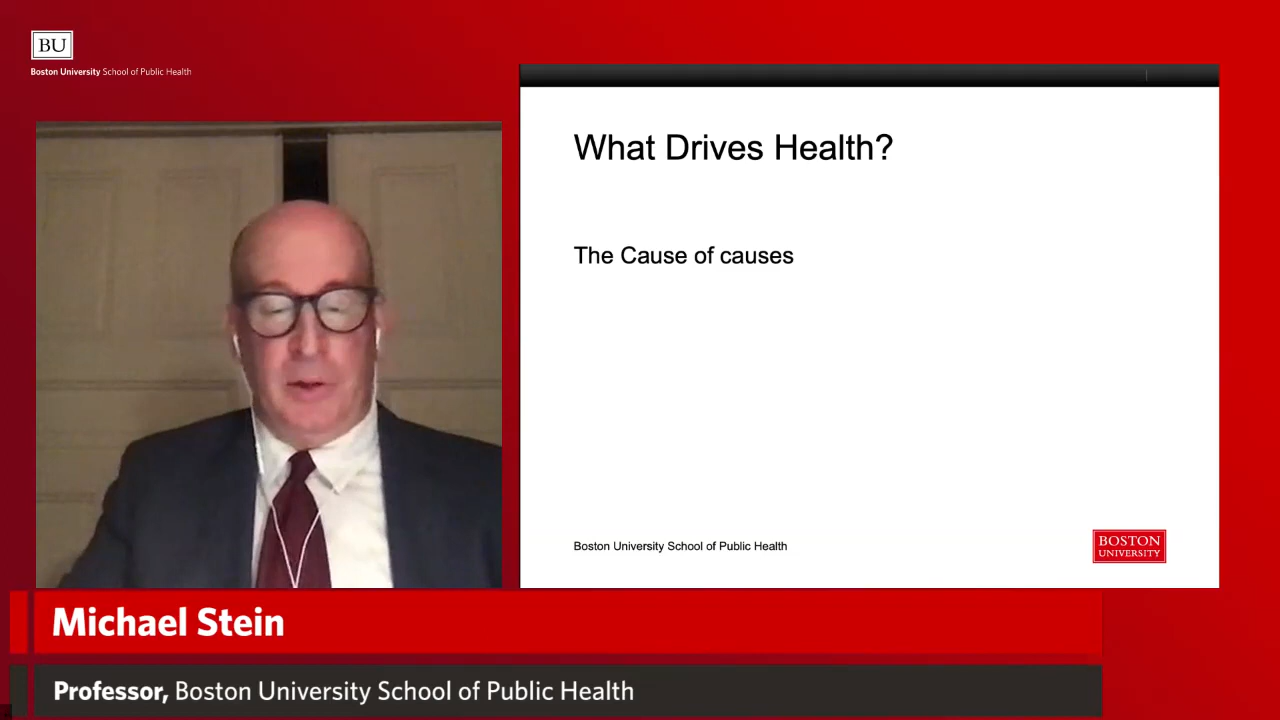 BU
Boston University School of Public Health
What Drives Health?
The Cause of causes
Boston University School of Public Health
BOSTON
UNIVERSITY
Michael Stein
Professor, Boston University School of Public Health